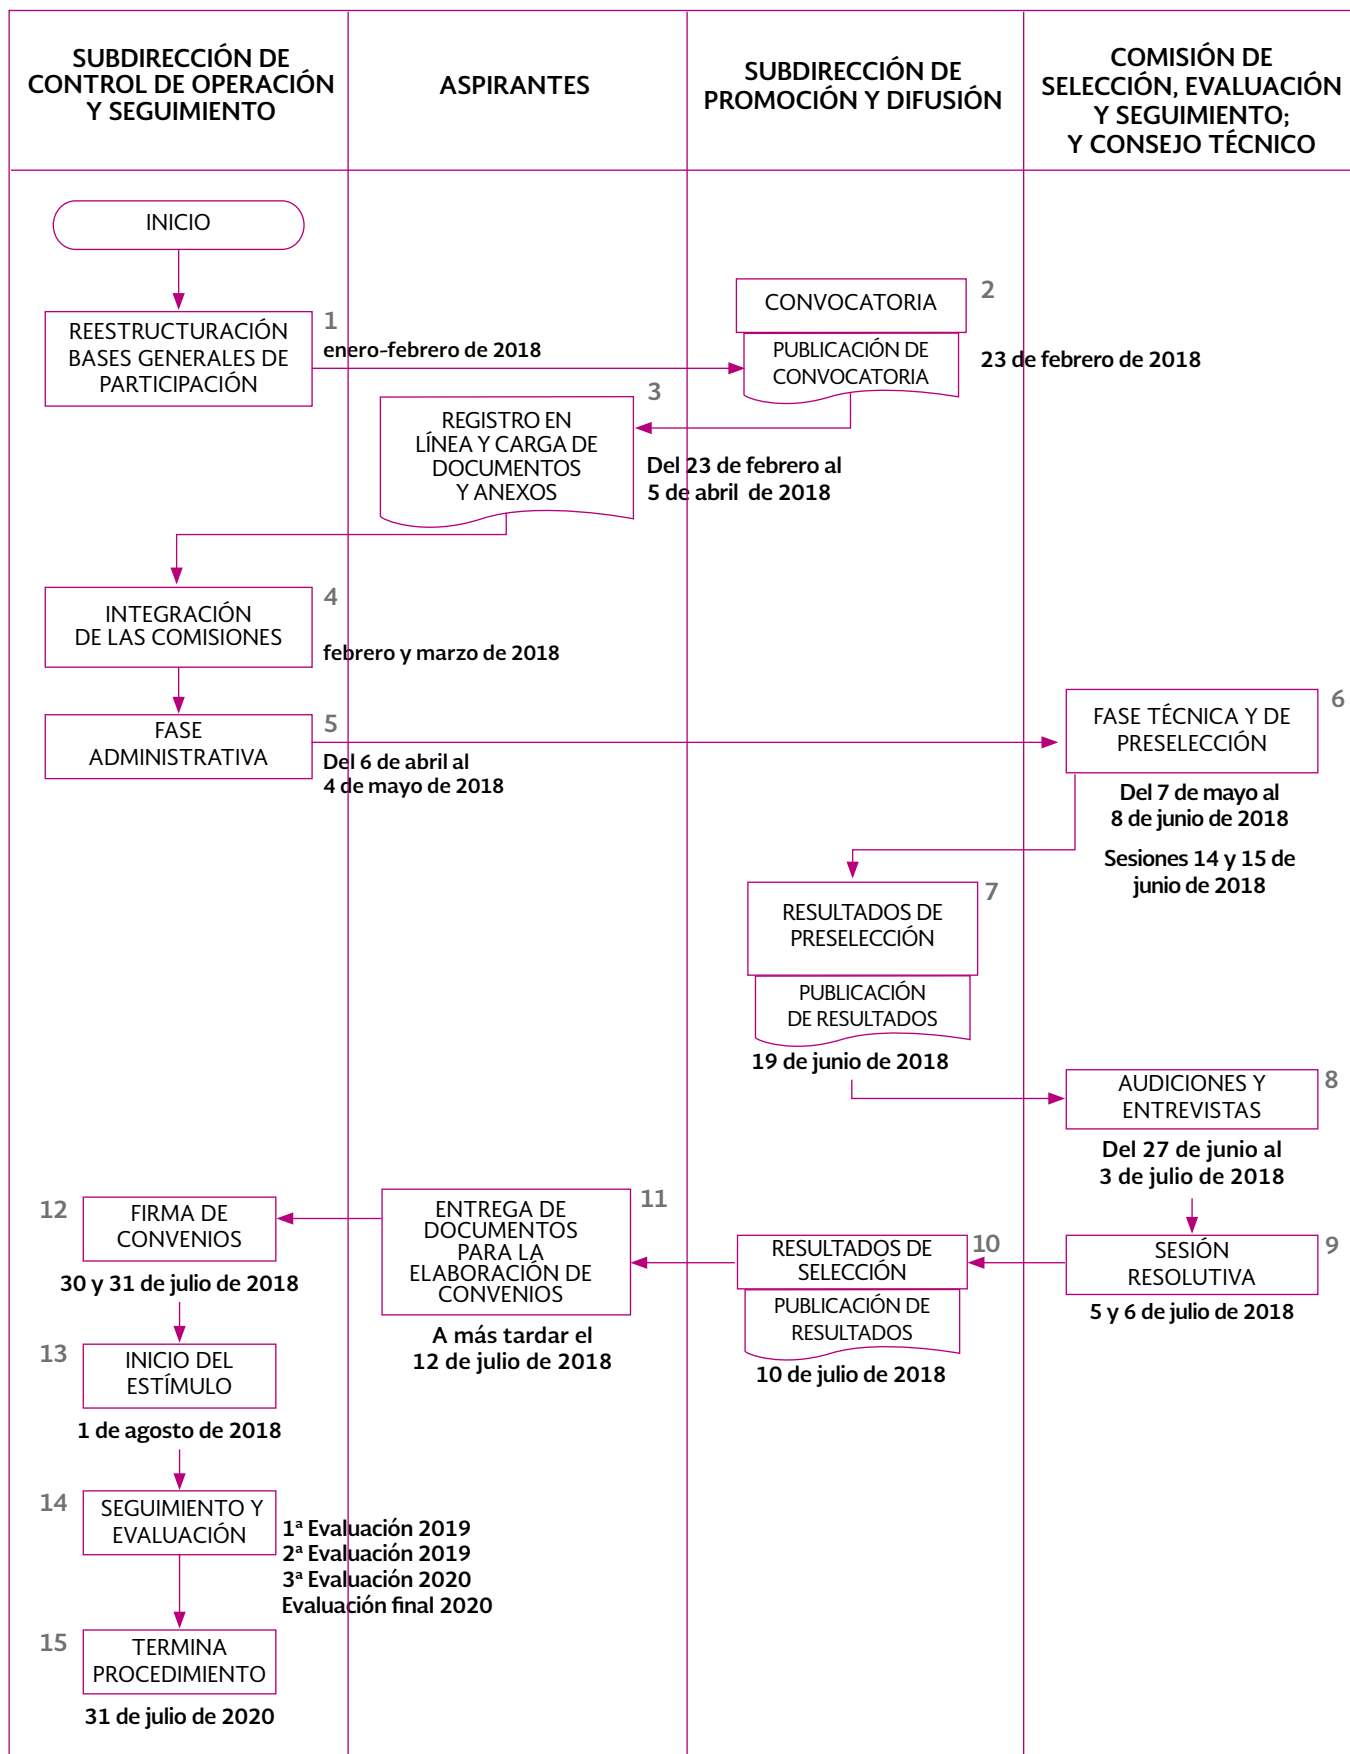 SUBDIRECCIÓN DE
CONTROL DE OPERACIÓN
Y SEGUIMIENTO
ASPIRANTES
SUBDIRECCIÓN DE
PROMOCIÓN Y DIFUSIÓN
COMISIÓN DE
SELECCIÓN, EVALUACIÓN
Y SEGUIMIENTO;
Y CONSEJO TÉCNICO
INICIO
1
REESTRUCTURACIÓN
BASES GENERALES DE
PARTICIPACIÓN
enero-febrero de 2018
2
CONVOCATORIA
PUBLICACIÓN DE
CONVOCATORIA
23 de febrero de 2018
3
REGISTRO EN
LÍNEA Y CARGA DE
DOCUMENTOS
Y ANEXOS
Del 23 de febrero al
5 de abril de 2018
4
INTEGRACIÓN
DE LAS COMISIONES
febrero y marzo de 2018
5
FASE
ADMINISTRATIVA
Del 6 de abril al
4 de mayo de 2018
6
FASE TÉCNICA Y DE
PRESELECCIÓN
Del 7 de mayo al
8 de junio de 2018
Sesiones 14 y 15 de
junio de 2018
7
RESULTADOS DE
PRESELECCIÓN
PUBLICACIÓN
DE RESULTADOS
19 de junio de 2018
8
AUDICIONES Y
ENTREVISTAS
Del 27 de junio al
3 de julio de 2018
9
SESIÓN
RESOLUTIVA
5 y 6 de julio de 2018
10
RESULTADOS DE
SELECCIÓN
PUBLICACIÓN DE
RESULTADOS
10 de julio de 2018
11
ENTREGA DE
DOCUMENTOS
PARA LA
ELABORACIÓN DE
CONVENIOS
A más tardar el
12 de julio de 2018
12
FIRMA DE
CONVENIOS
30 y 31 de julio de 2018
13
INICIO DEL
ESTÍMULO
1 de agosto de 2018
14
SEGUIMIENTO Y
EVALUACIÓN
1ª Evaluación 2019
2ª Evaluación 2019
3ª Evaluación 2020
Evaluación final 2020
15
TERMINA
PROCEDIMIENTO
31 de julio de 2020